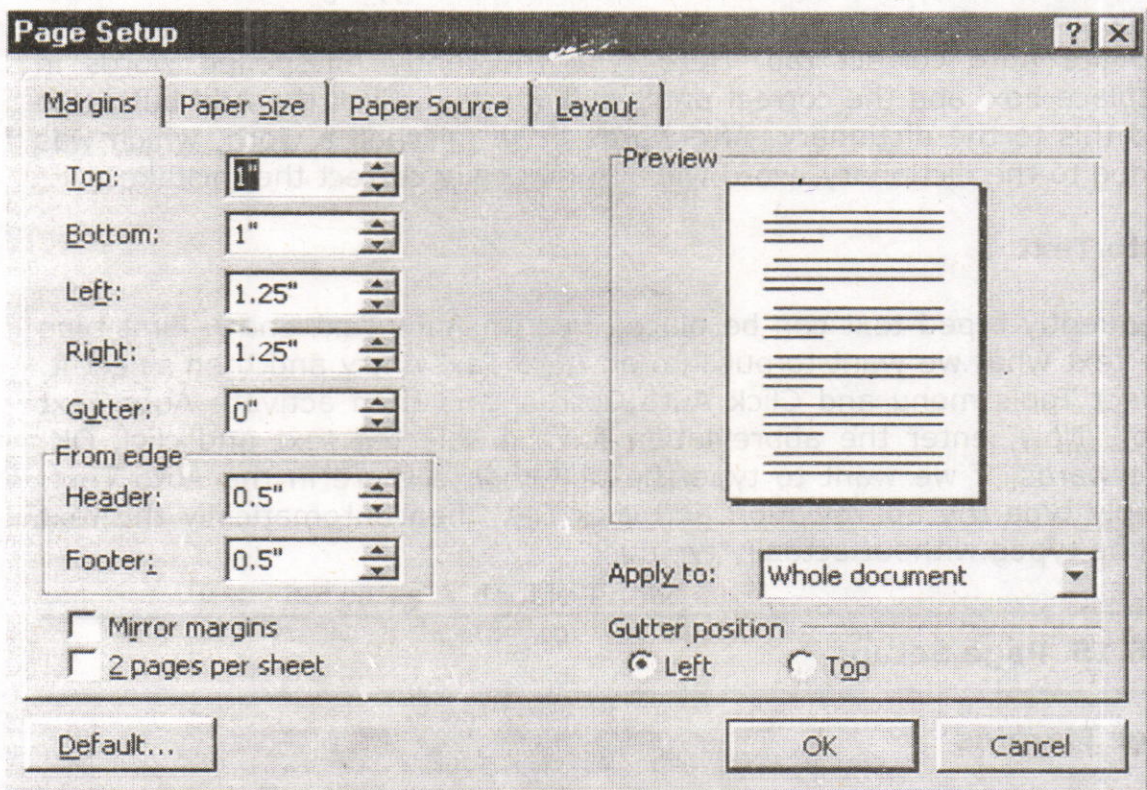 Page Setup
? X
Margins Paper Size Paper Source Layout
Top: 1"
Bottom: 1"
Left: 1.25"
Right: 1.25"
Gutter: 0"
From edge
Header: 0.5"
Footer: 0.5"
Mirror margins
2 pages per sheet
Preview
Apply to: Whole document
Gutter position
Left Top
Default... OK Cancel